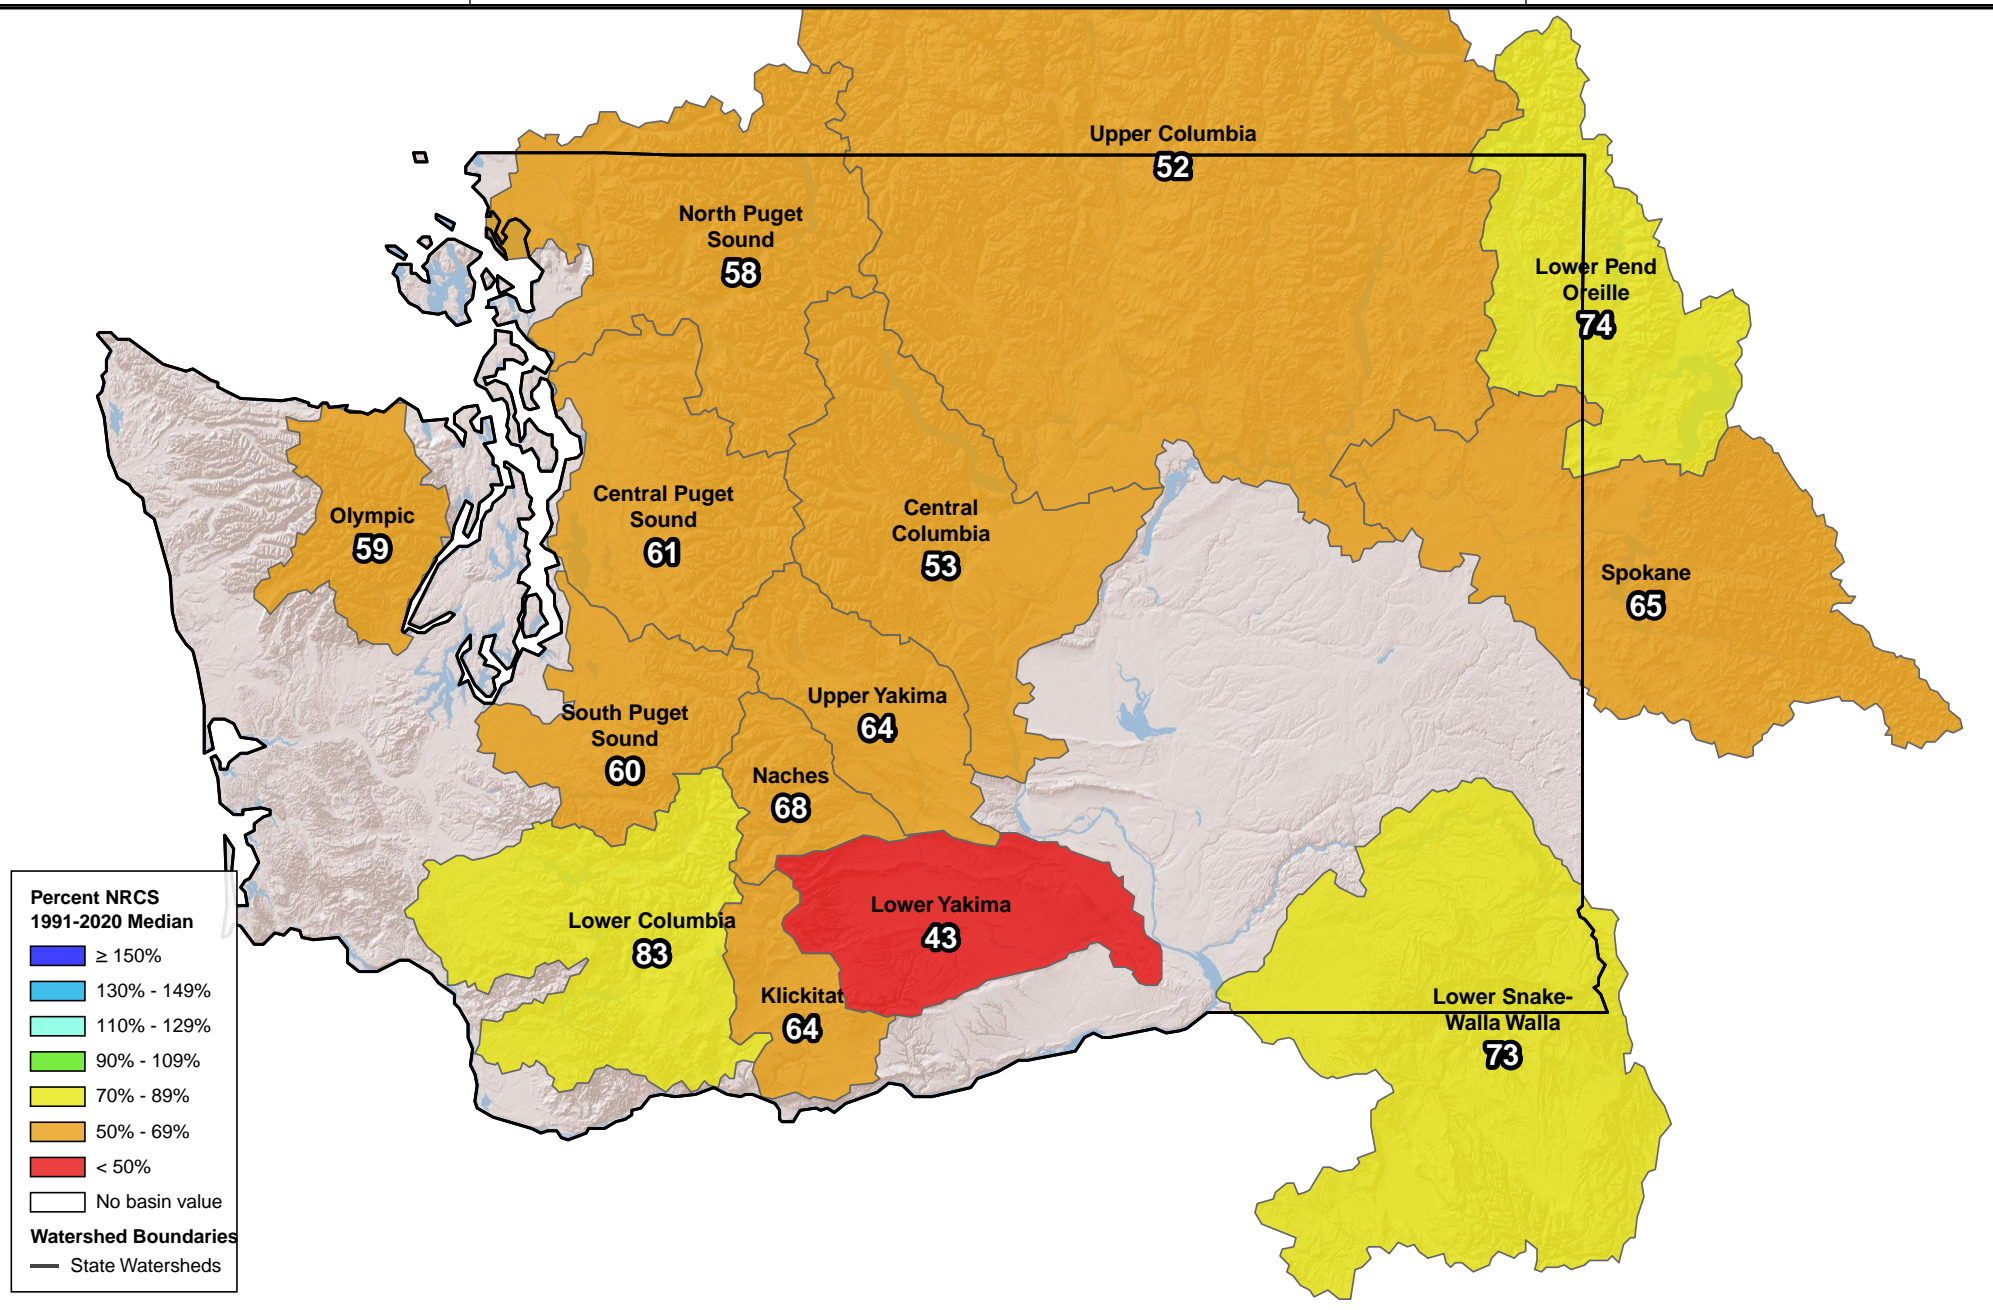 Upper Columbia
52
North Puget
Sound
58
Lower Pend
Oreille
74
Central Puget
Sound
61
Central
Columbia
53
Olympic
59
Spokane
65
Upper Yakima
64
South Puget
Sound
60
Naches
68
Lower Columbia
83
Lower Yakima
43
Klickitat
64
Lower Snake-
Walla Walla
73
Percent NRCS
1991-2020 Median
≥ 150%
130% - 149%
110% - 129%
90% - 109%
70% - 89%
50% - 69%
< 50%
No basin value
Watershed Boundaries
State Watersheds